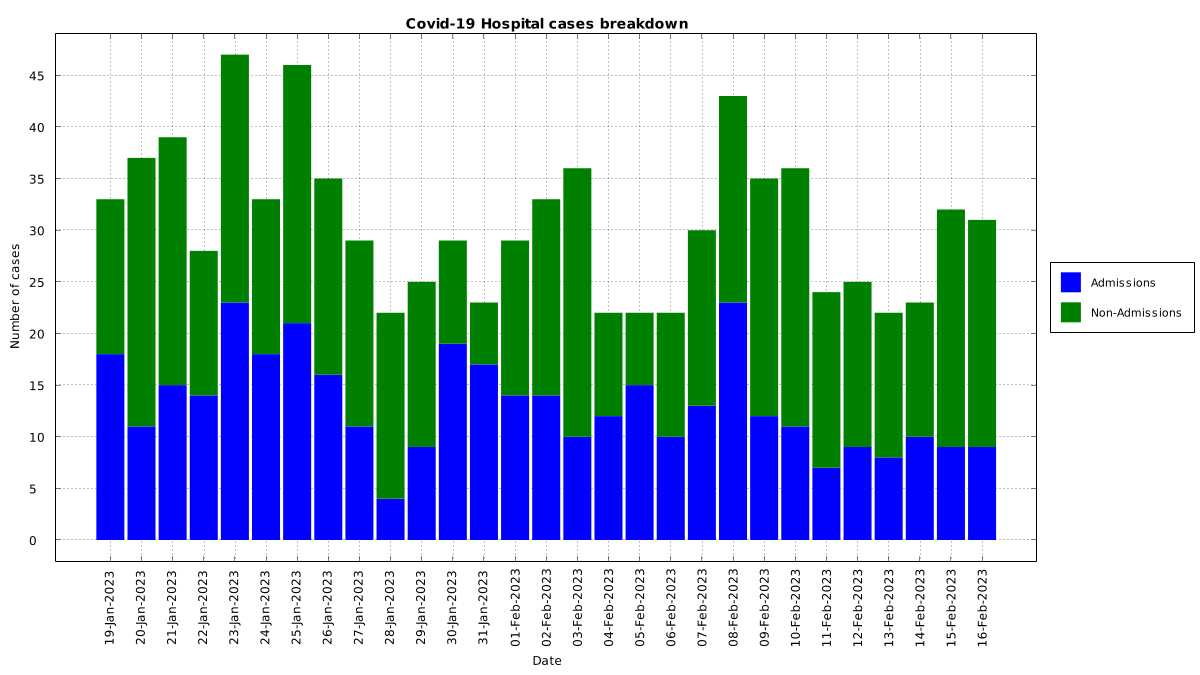 Covid-19 Hospital cases breakdown
45
40
35
30
25
20
15
10
5
0
Number of cases
19-Jan-2023
20-Jan-2023
21-Jan-2023
22-Jan-2023
23-Jan-2023
24-Jan-2023
25-Jan-2023
26-Jan-2023
27-Jan-2023
28-Jan-2023
29-Jan-2023
30-Jan-2023
31-Jan-2023
01-Feb-2023
02-Feb-2023
03-Feb-2023
04-Feb-2023
05-Feb-2023
06-Feb-2023
07-Feb-2023
08-Feb-2023
09-Feb-2023
10-Feb-2023
11-Feb-2023
12-Feb-2023
13-Feb-2023
14-Feb-2023
15-Feb-2023
16-Feb-2023
Date
Admissions
Non-Admissions